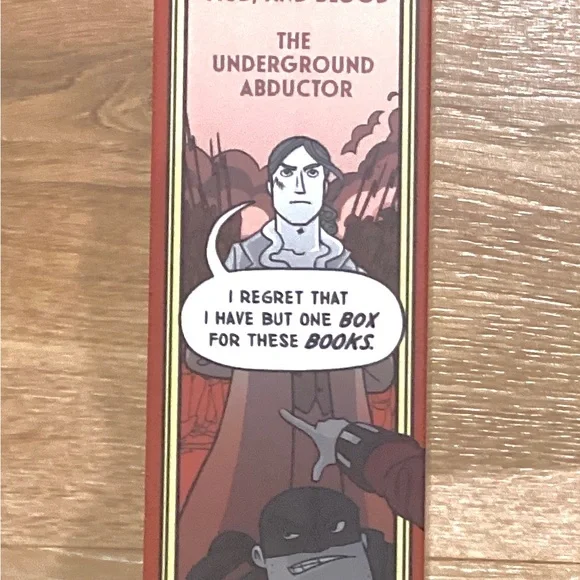 THE
UNDERGROUND
ABDUCTOR
I REGRET THAT
I HAVE BUT ONE BOX
FOR THESE BOOKS.